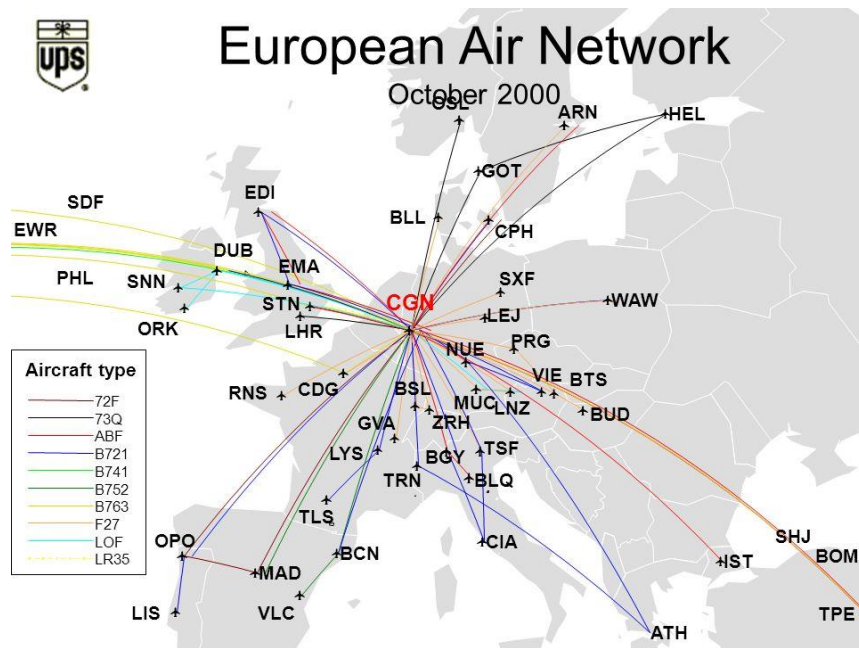 ups
European Air Network
October 2000
OSL
ARN
HEL
GOT
EDI
SDF
BLL
EWR
CPH
DUB
PHL
SNN
EMA
SXF
CGN
WAW
STN
ORK
LHR
LEJ
PRG
NUE
Aircraft type
72F
73Q
ABF
B721
B741
B752
B763
F27
LOF
LR35
RNS
CDG
BSL
MUC
LNZ
VIE
BTS
BUD
GVA
ZRH
LYS
BGY
TSF
TRN
BLQ
TLS
OPO
CIA
SHJ
BCN
MAD
IST
BOM
LIS
VLC
TPE
ATH